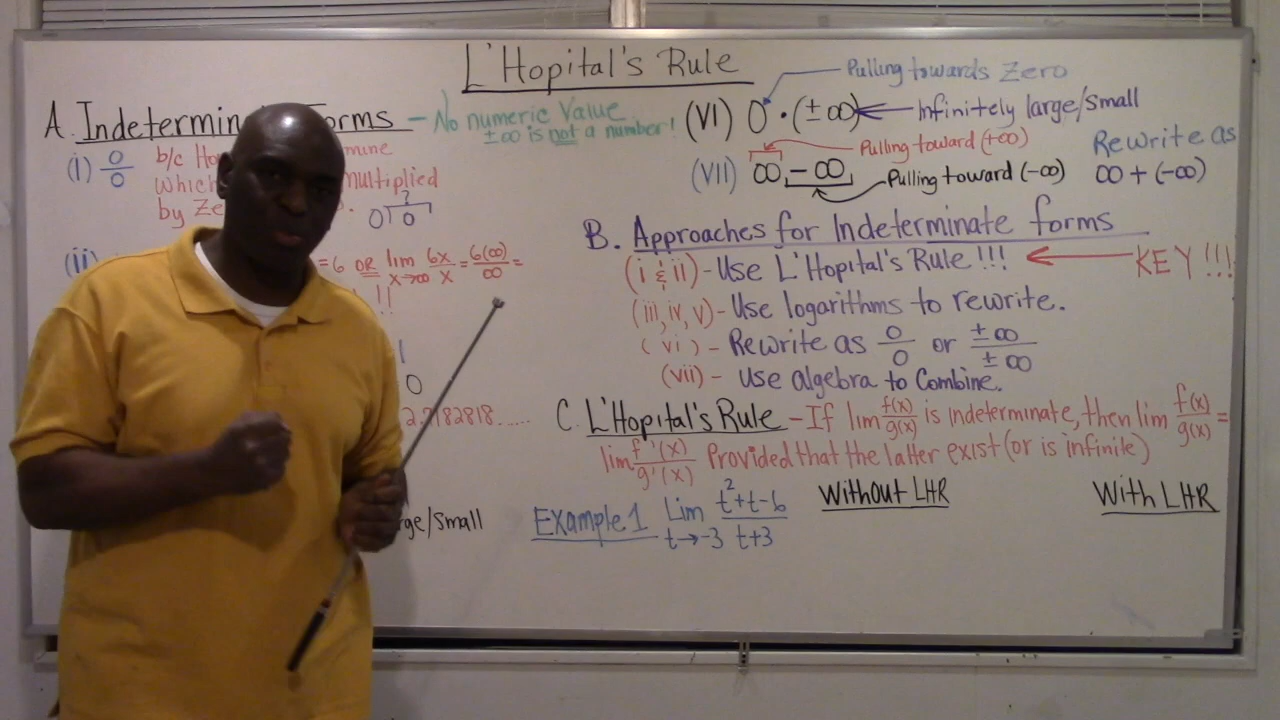 L'Hopital's Rule
A. Indetermin Forms - No numeric Value
±∞ is not a number!
(i) 0/0 b/c Ho mine
which multiplied
by Ze
?
0 0
(ii) =6 OR lim x→∞ 6x/x = 6(∞)/∞ =
!!
1
0
2.7182818......
rge/Small
Pulling towards Zero
(VI) 0 · (±∞) Infinitely large/small
Pulling toward (+∞)
Rewrite as
(VII) ∞ - ∞ Pulling toward (-∞) ∞ + (-∞)
B. Approaches for Indeterminate forms
(i & ii) - Use L'Hopital's Rule!!! KEY!!!
(iii, iv, v) - Use logarithms to rewrite.
(vi) - Rewrite as 0/0 or ±∞/±∞
(vii) - Use algebra to Combine.
C. L'Hopital's Rule - If lim f(x)/g(x) is indeterminate, then lim f(x)/g(x) =
lim f'(x)/g'(x) Provided that the latter exist (or is infinite)
Example 1 Lim t→-3 t²+t-6/t+3 Without LHR With LHR